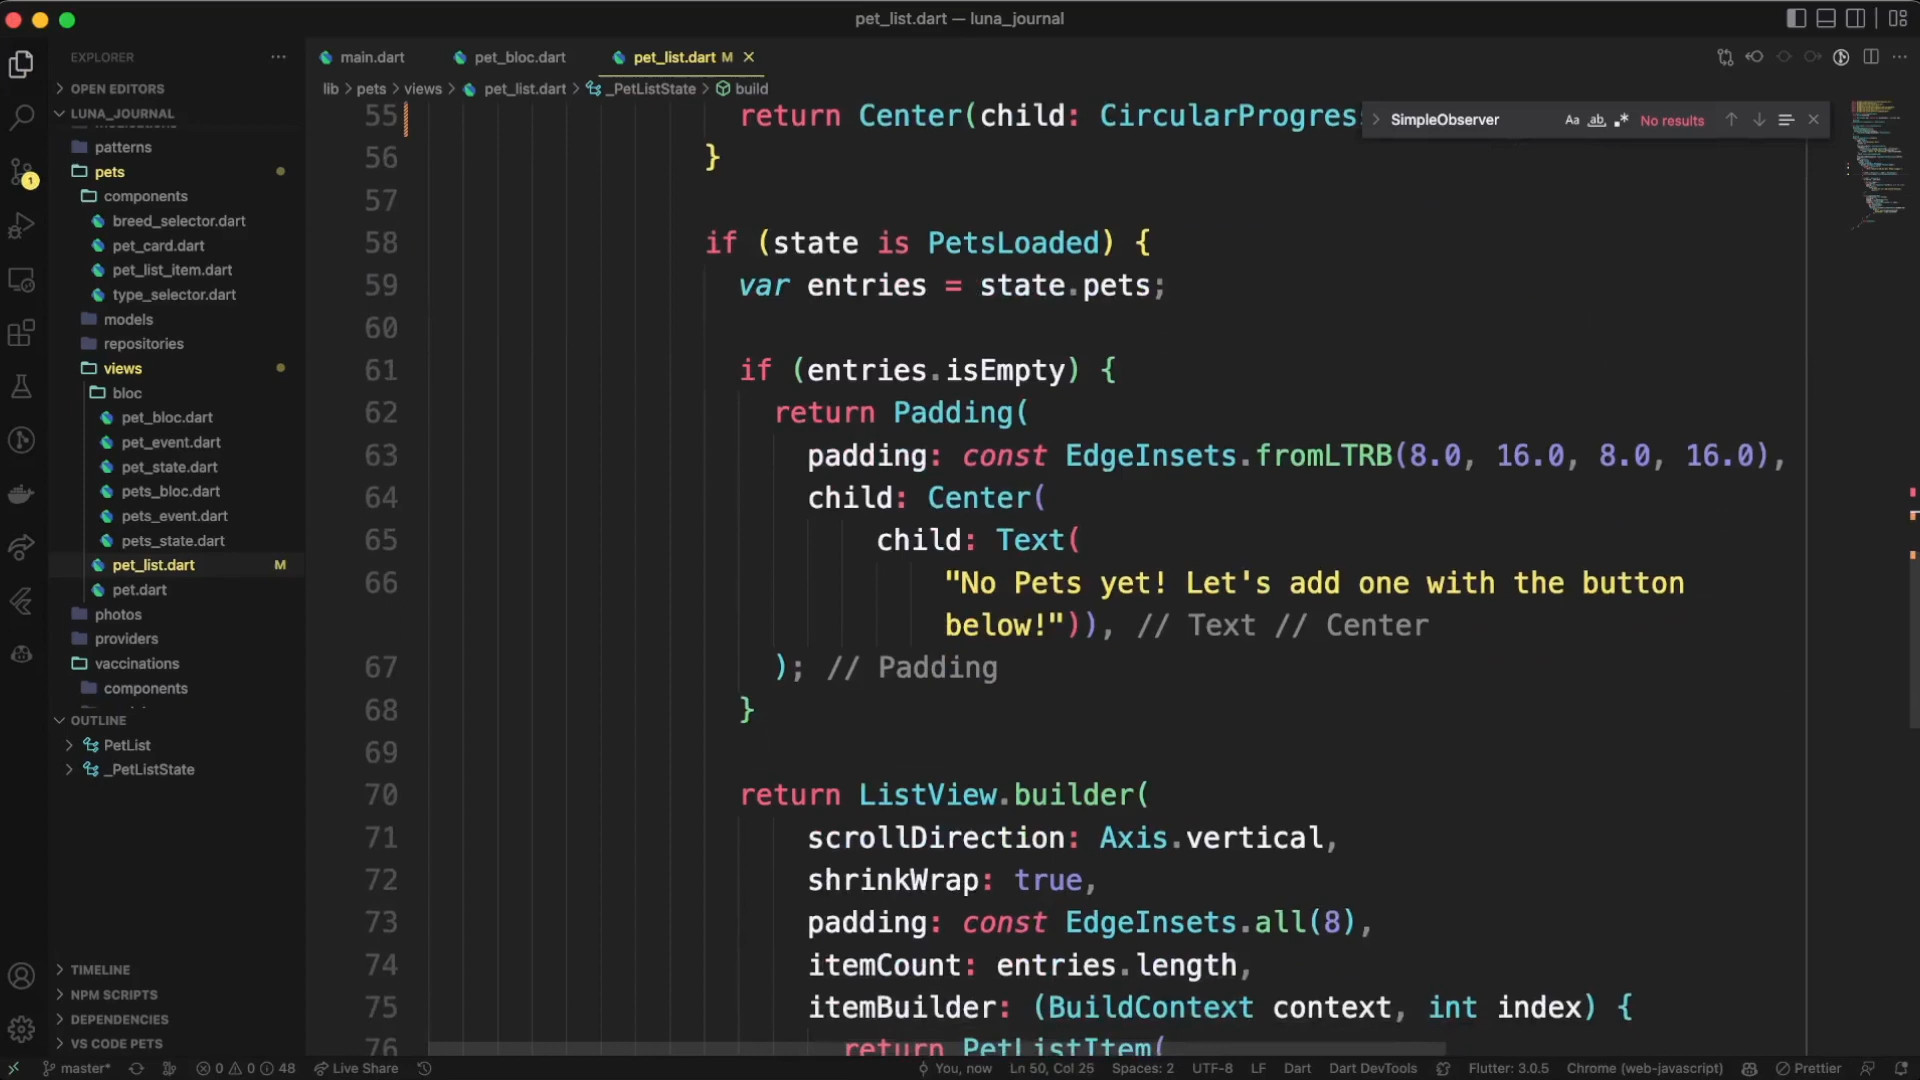 pet_list.dart — luna_journal
EXPLORER
OPEN EDITORS
LUNA_JOURNAL
patterns
pets
components
breed_selector.dart
pet_card.dart
pet_list_item.dart
type_selector.dart
models
repositories
views
bloc
pet_bloc.dart
pet_event.dart
pet_state.dart
pets_bloc.dart
pets_event.dart
pets_state.dart
pet_list.dart M
pet.dart
photos
providers
vaccinations
components
OUTLINE
PetList
_PetListState
TIMELINE
NPM SCRIPTS
DEPENDENCIES
VS CODE PETS
1
main.dart
pet_bloc.dart
pet_list.dart M
lib > pets > views > pet_list.dart > _PetListState > build
SimpleObserver
Aa ab .* No results
55 return Center(child: CircularProgres
56 }
57
58 if (state is PetsLoaded) {
59 var entries = state.pets;
60
61 if (entries.isEmpty) {
62 return Padding(
63 padding: const EdgeInsets.fromLTRB(8.0, 16.0, 8.0, 16.0),
64 child: Center(
65 child: Text(
66 "No Pets yet! Let's add one with the button
below!")), // Text // Center
67 ); // Padding
68 }
69
70 return ListView.builder(
71 scrollDirection: Axis.vertical,
72 shrinkWrap: true,
73 padding: const EdgeInsets.all(8),
74 itemCount: entries.length,
75 itemBuilder: (BuildContext context, int index) {
76 return PetListItem(
master* 0 0 48 Live Share You, now Ln 50, Col 25 Spaces: 2 UTF-8 LF Dart Dart DevTools Flutter: 3.0.5 Chrome (web-javascript) Prettier